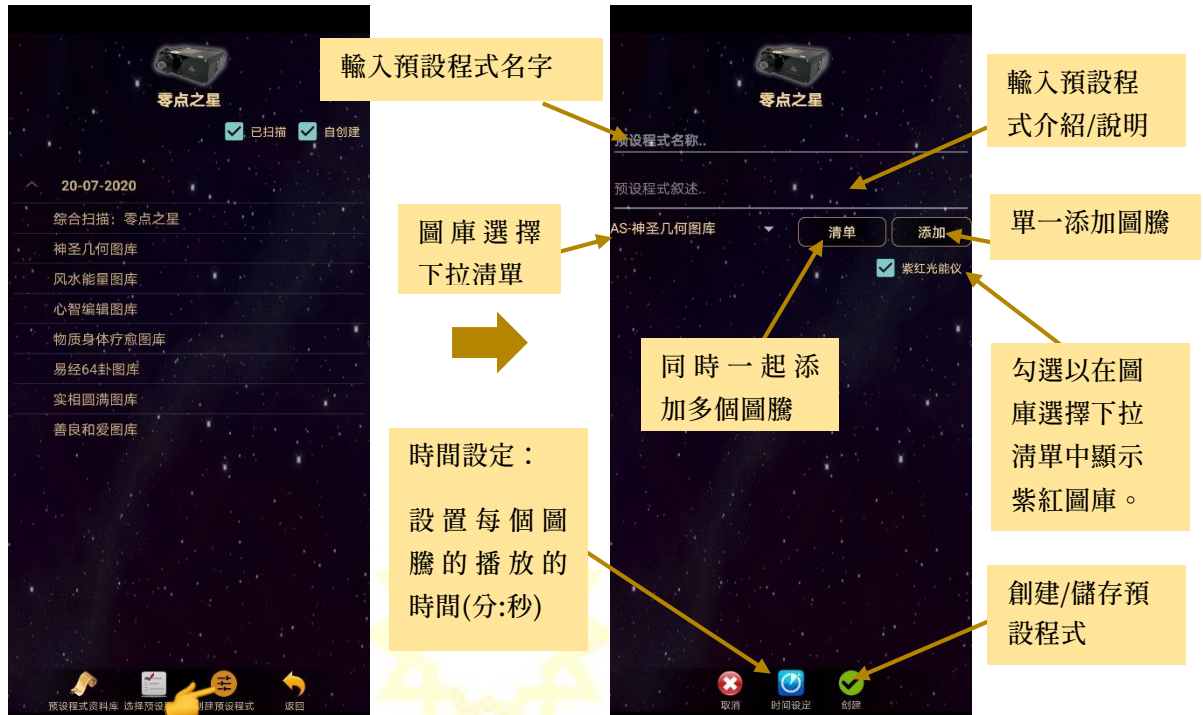 零点之星
已扫描
自创建
20-07-2020
综合扫描：零点之星
神圣几何图库
风水能量图库
心智编辑图库
物质身体疗愈图库
易经64卦图库
实相圆满图库
善良和爱图库
预设程式资料库
选择预设
创建预设程式
返回
輸入預設程式名字
圖庫選擇
下拉清單
時間設定：
設置每個圖
騰的播放的
時間(分:秒)
零点之星
预设程式名称..
预设程式叙述..
AS-神圣几何图库
清单
添加
紫红光能仪
同時一起添
加多個圖騰
取消
时间设定
创建
輸入預設程
式介紹/說明
單一添加圖騰
勾選以在圖
庫選擇下拉
清單中顯示
紫紅圖庫。
創建/儲存預
設程式